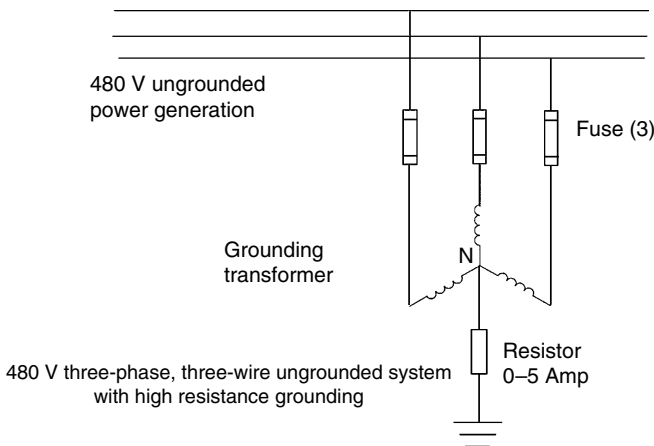 480 V ungrounded
power generation
Fuse (3)
Grounding
transformer
N
Resistor
0–5 Amp
480 V three-phase, three-wire ungrounded system
with high resistance grounding